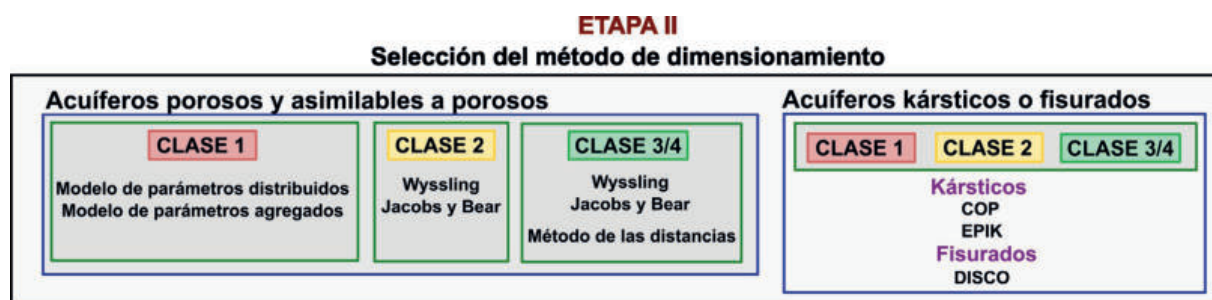 ETAPA II
Selección del método de dimensionamiento
Acuíferos porosos y asimilables a porosos
CLASE 1
Modelo de parámetros distribuidos
Modelo de parámetros agregados
CLASE 2
Wyssling
Jacobs y Bear
CLASE 3/4
Wyssling
Jacobs y Bear
Método de las distancias
Acuíferos kársticos o fisurados
CLASE 1 CLASE 2 CLASE 3/4
Kársticos
COP
EPIK
Fisurados
DISCO